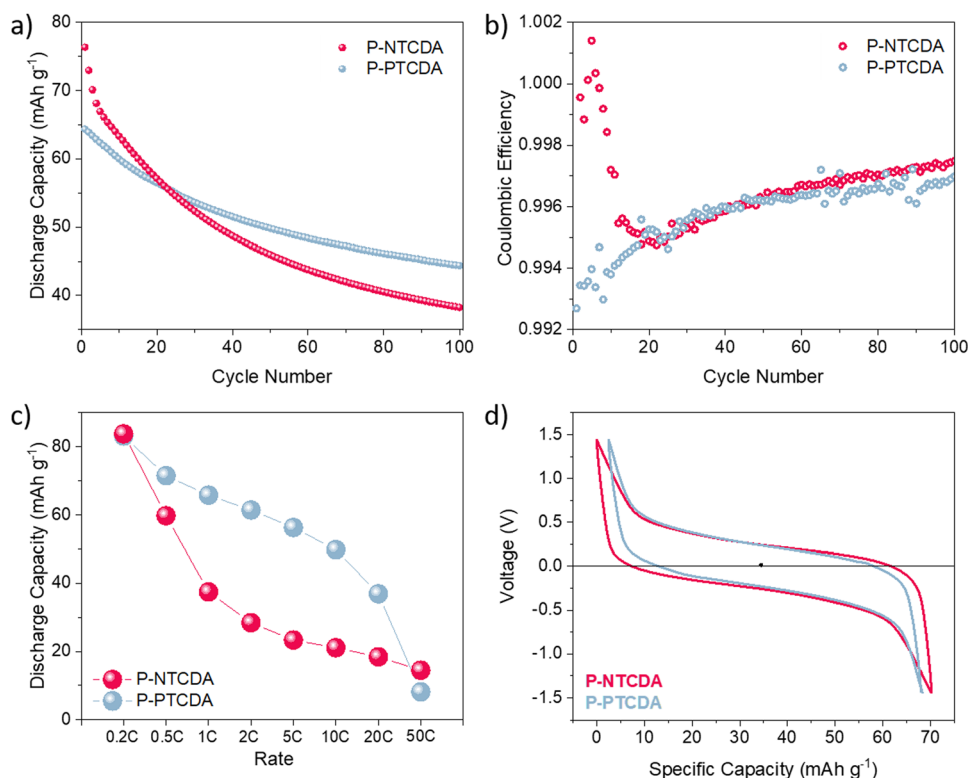 a)
80
70
60
50
40
0
20
40
60
80
100
Discharge Capacity (mAh g⁻¹)
Cycle Number
P-NTCDA
P-PTCDA
b)
1.002
1.000
0.998
0.996
0.994
0.992
0
20
40
60
80
100
Coulombic Efficiency
Cycle Number
P-NTCDA
P-PTCDA
c)
80
60
40
20
0
0.2C
0.5C
1C
2C
5C
10C
20C
50C
Discharge Capacity (mAh g⁻¹)
Rate
P-NTCDA
P-PTCDA
d)
1.5
1.0
0.5
0.0
-0.5
-1.0
-1.5
0
10
20
30
40
50
60
70
Voltage (V)
Specific Capacity (mAh g⁻¹)
P-NTCDA
P-PTCDA